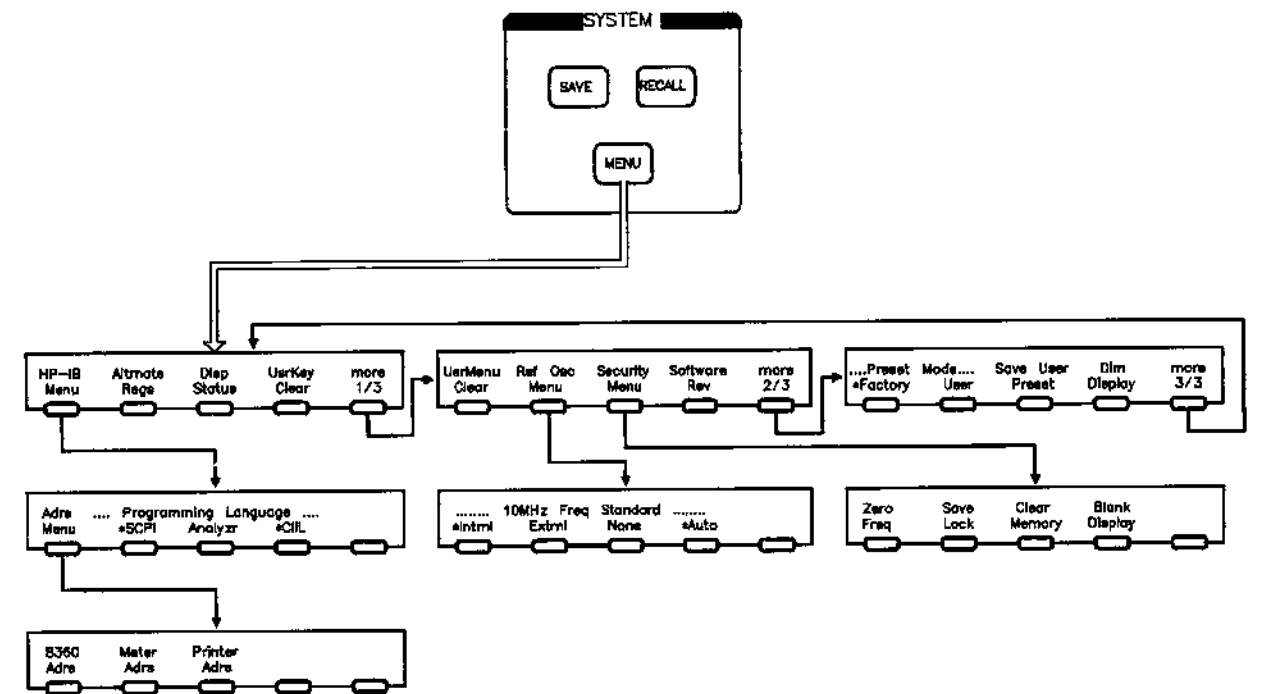 SYSTEM
SAVE RECALL
MENU
HP-IB Altrnate Disp UsrKey more
Menu Regs Status Clear 1/3
UsrMenu Ref Osc Security Software more
Clear Menu Menu Rev 2/3
....Preset Mode.... Save User Dim more
*Factory User Preset Display 3/3
Adrs .... Programming Language ....
Menu *SCPI Analyzr *CIIL
........ 10MHz Freq Standard ........
*Intrnl Extrnl None *Auto
Zero Save Clear Blank
Freq Lock Memory Display
8360 Meter Printer
Adrs Adrs Adrs